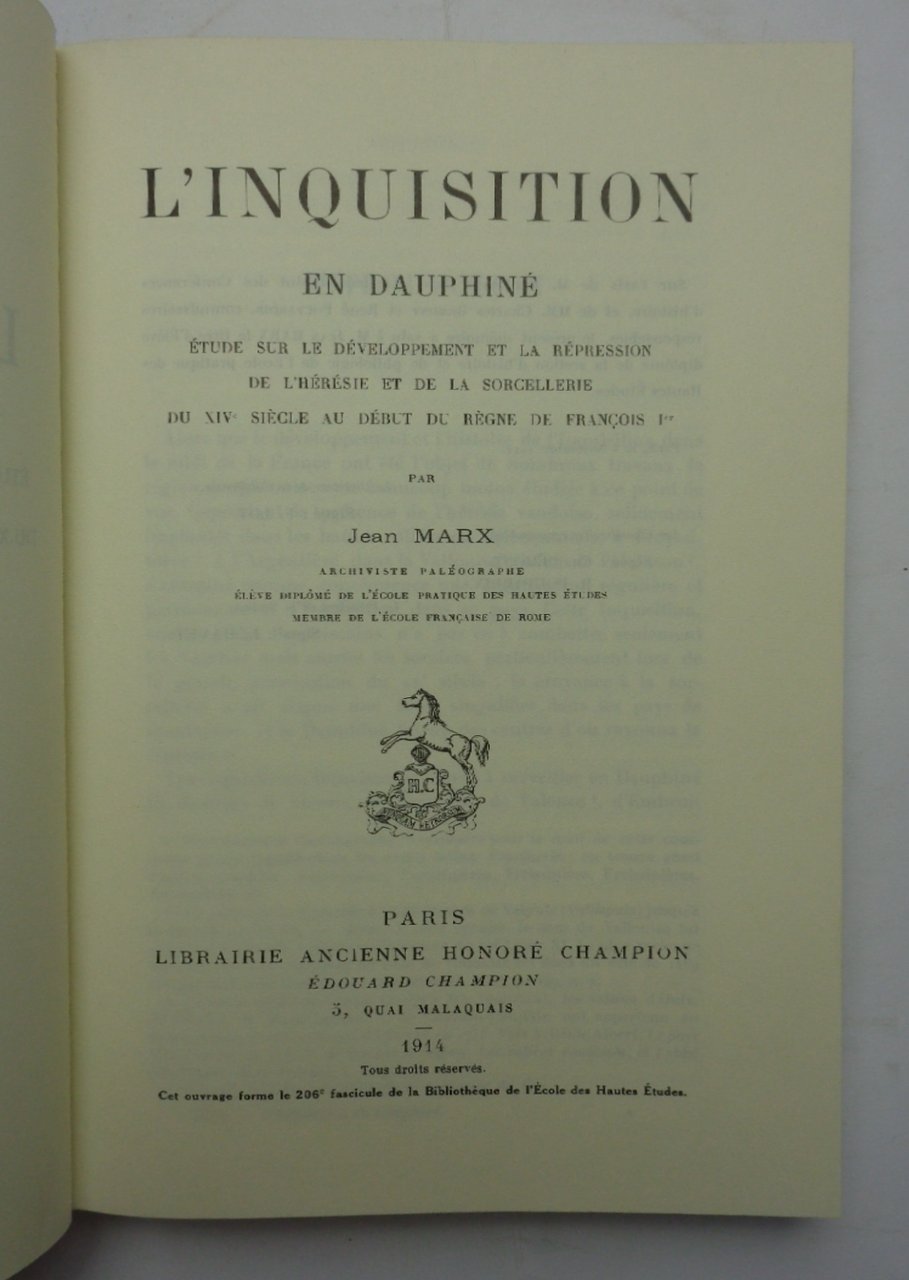 L'INQUISITION
EN DAUPHINÉ
ÉTUDE SUR LE DÉVELOPPEMENT ET LA RÉPRESSION
DE L'HÉRÉSIE ET DE LA SORCELLERIE
DU XIVe SIÈCLE AU DÉBUT DU RÈGNE DE FRANÇOIS Ier
PAR
Jean MARX
ARCHIVISTE PALÉOGRAPHE
ÉLÈVE DIPLÔMÉ DE L'ÉCOLE PRATIQUE DES HAUTES ÉTUDES
MEMBRE DE L'ÉCOLE FRANÇAISE DE ROME
H.C
PARIS
LIBRAIRIE ANCIENNE HONORÉ CHAMPION
ÉDOUARD CHAMPION
5, QUAI MALAQUAIS
1914
Tous droits réservés.
Cet ouvrage forme le 206e fascicule de la Bibliothèque de l'École des Hautes Études.